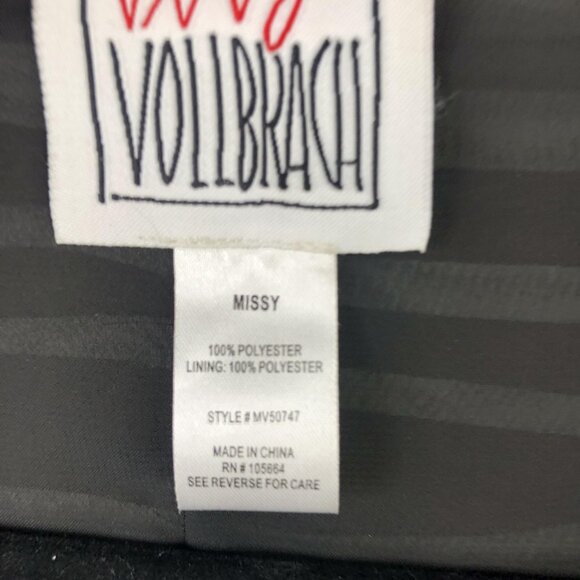 VOLLBRACH
MISSY
100% POLYESTER
LINING: 100% POLYESTER
STYLE # MV50747
MADE IN CHINA
RN # 105664
SEE REVERSE FOR CARE